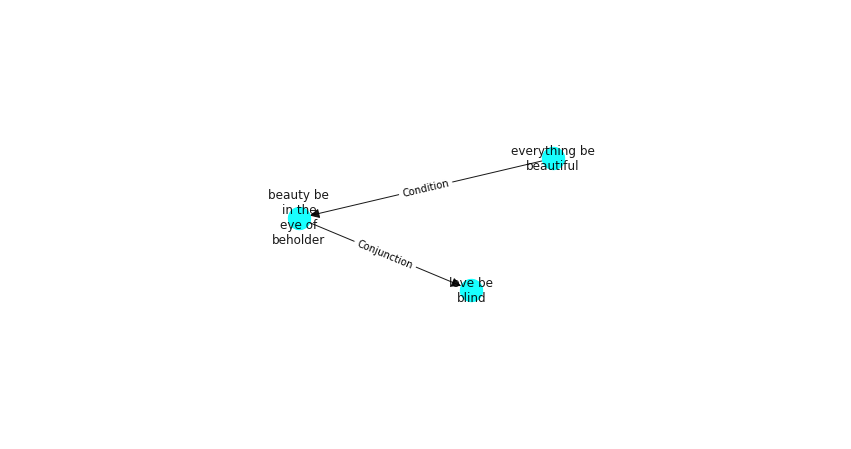 everything be
beautiful
Condition
beauty be
in the
eye of
beholder
Conjunction
love be
blind